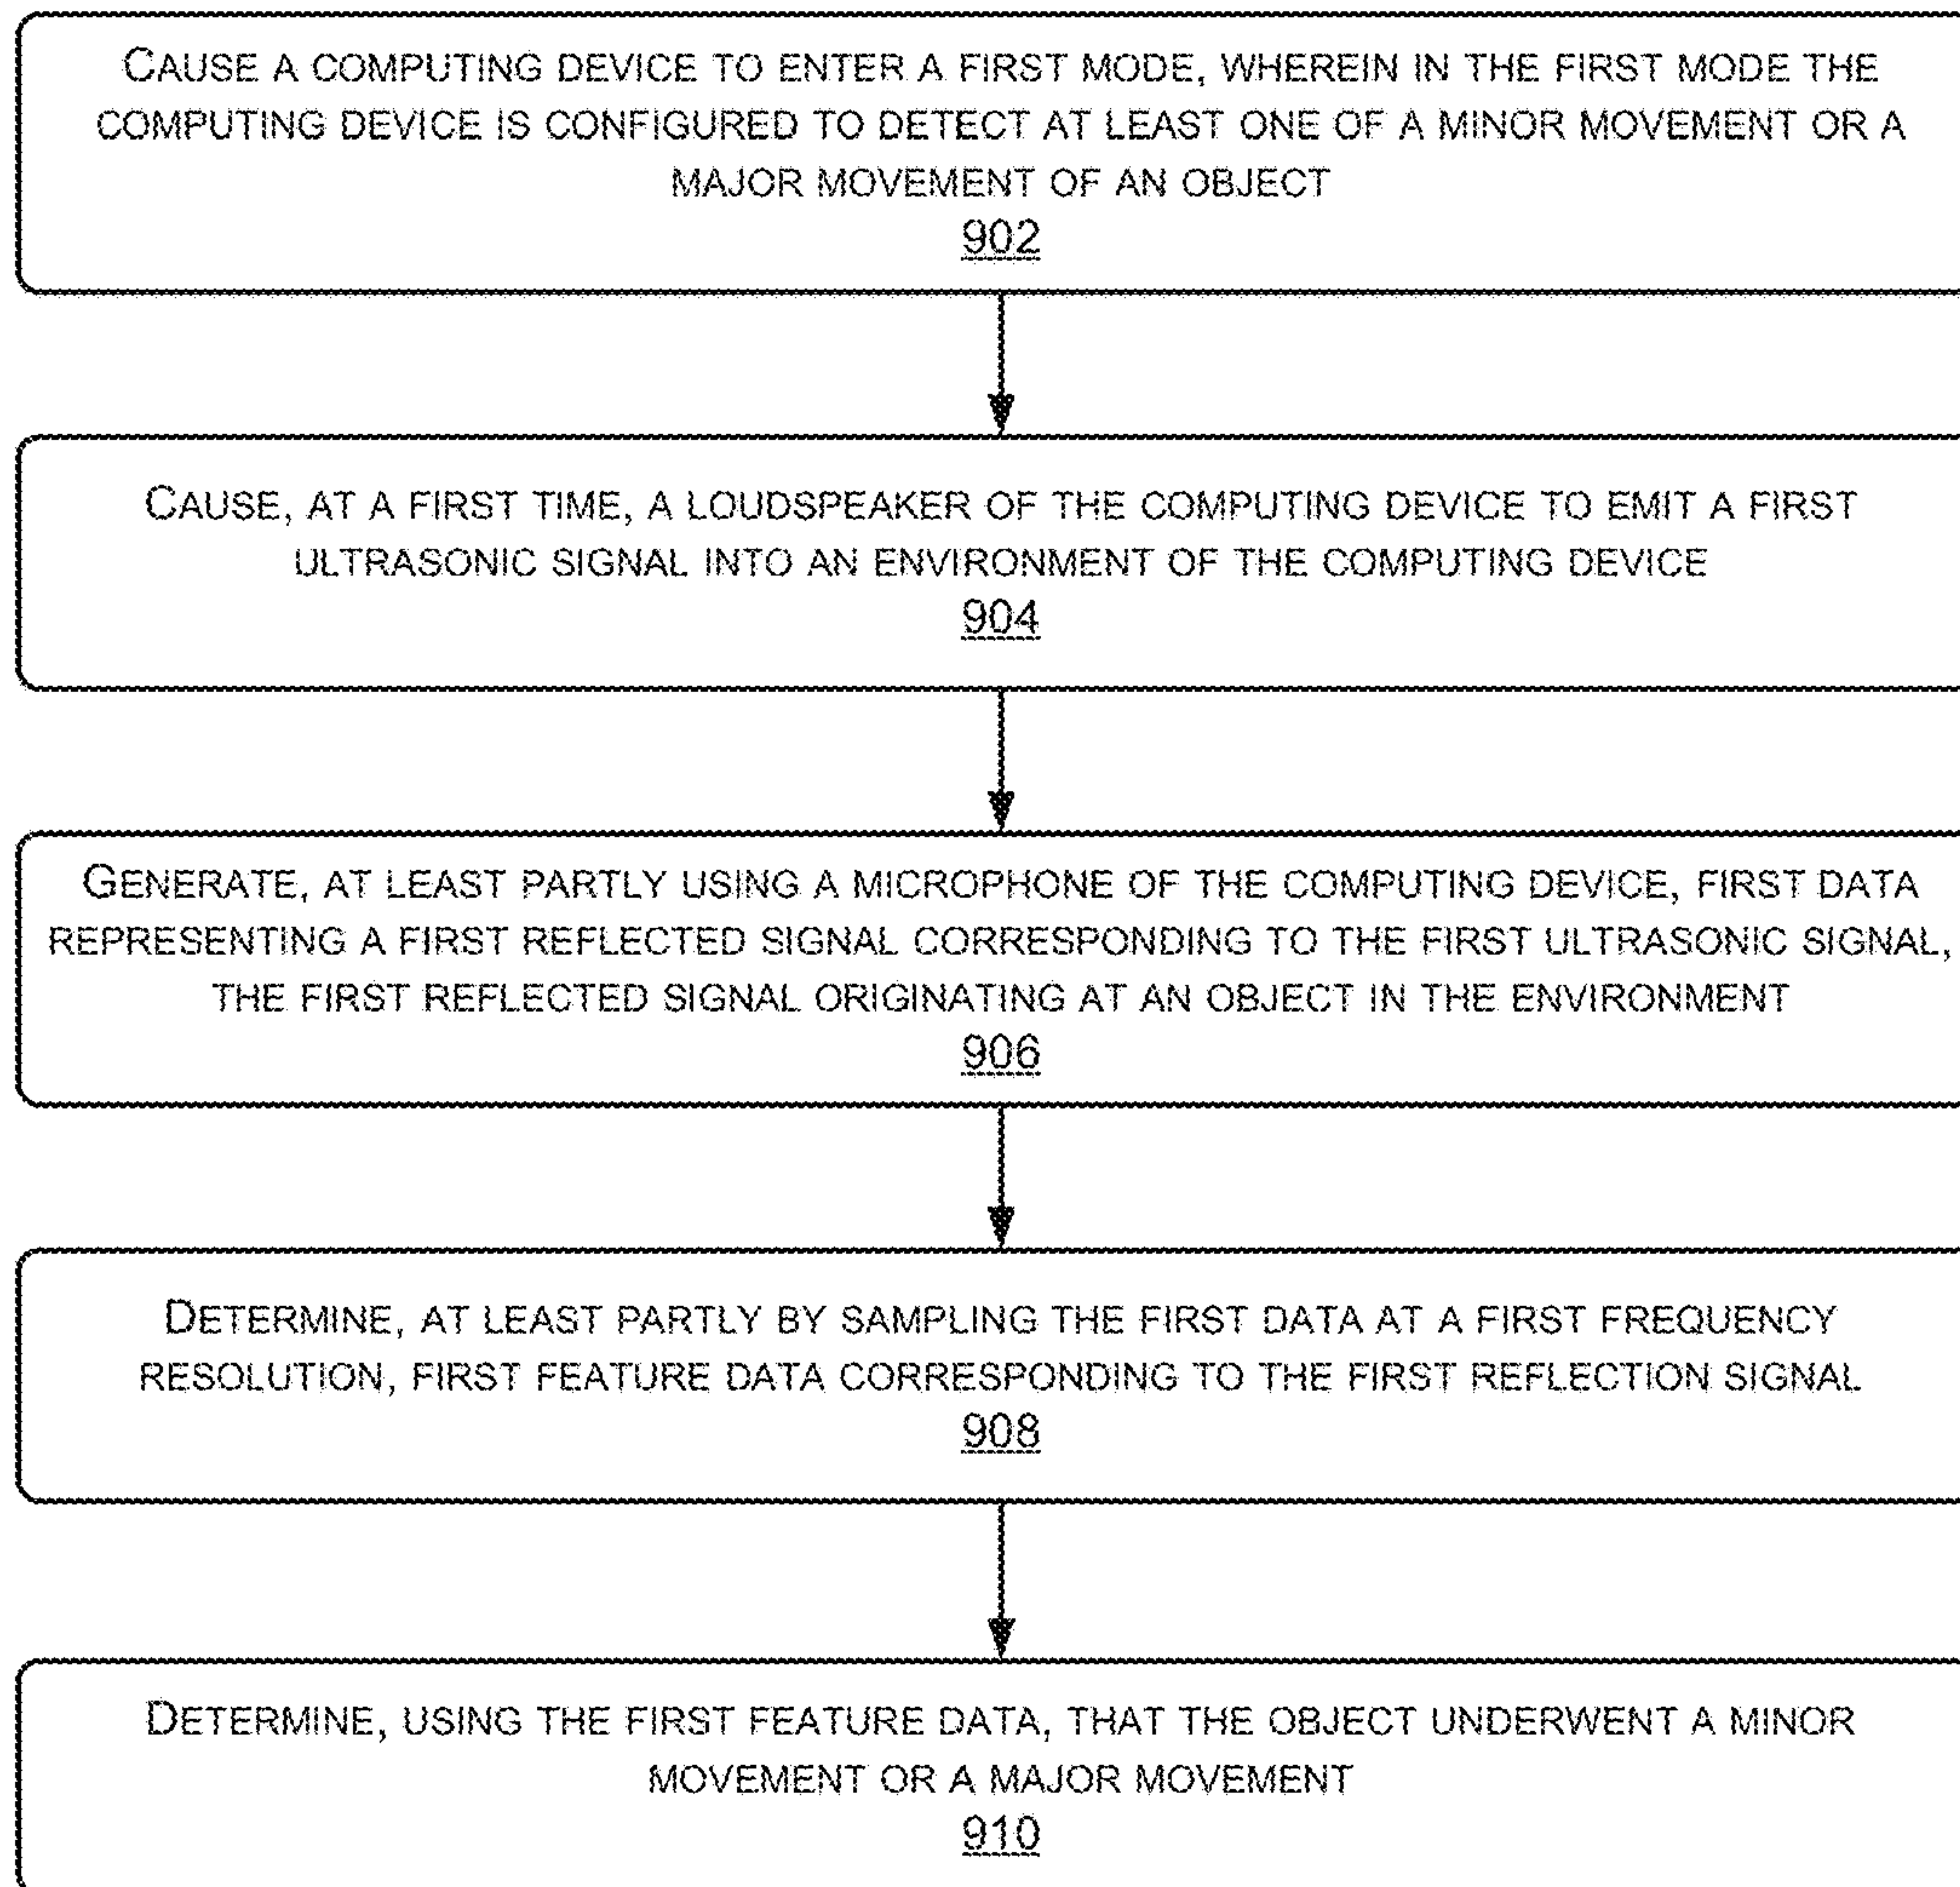 CAUSE A COMPUTING DEVICE TO ENTER A FIRST MODE, WHEREIN IN THE FIRST MODE THE
COMPUTING DEVICE IS CONFIGURED TO DETECT AT LEAST ONE OF A MINOR MOVEMENT OR A
MAJOR MOVEMENT OF AN OBJECT
902
CAUSE, AT A FIRST TIME, A LOUDSPEAKER OF THE COMPUTING DEVICE TO EMIT A FIRST
ULTRASONIC SIGNAL INTO AN ENVIRONMENT OF THE COMPUTING DEVICE
904
GENERATE, AT LEAST PARTLY USING A MICROPHONE OF THE COMPUTING DEVICE, FIRST DATA
REPRESENTING A FIRST REFLECTED SIGNAL CORRESPONDING TO THE FIRST ULTRASONIC SIGNAL,
THE FIRST REFLECTED SIGNAL ORIGINATING AT AN OBJECT IN THE ENVIRONMENT
906
DETERMINE, AT LEAST PARTLY BY SAMPLING THE FIRST DATA AT A FIRST FREQUENCY
RESOLUTION, FIRST FEATURE DATA CORRESPONDING TO THE FIRST REFLECTION SIGNAL
908
DETERMINE, USING THE FIRST FEATURE DATA, THAT THE OBJECT UNDERWENT A MINOR
MOVEMENT OR A MAJOR MOVEMENT
910